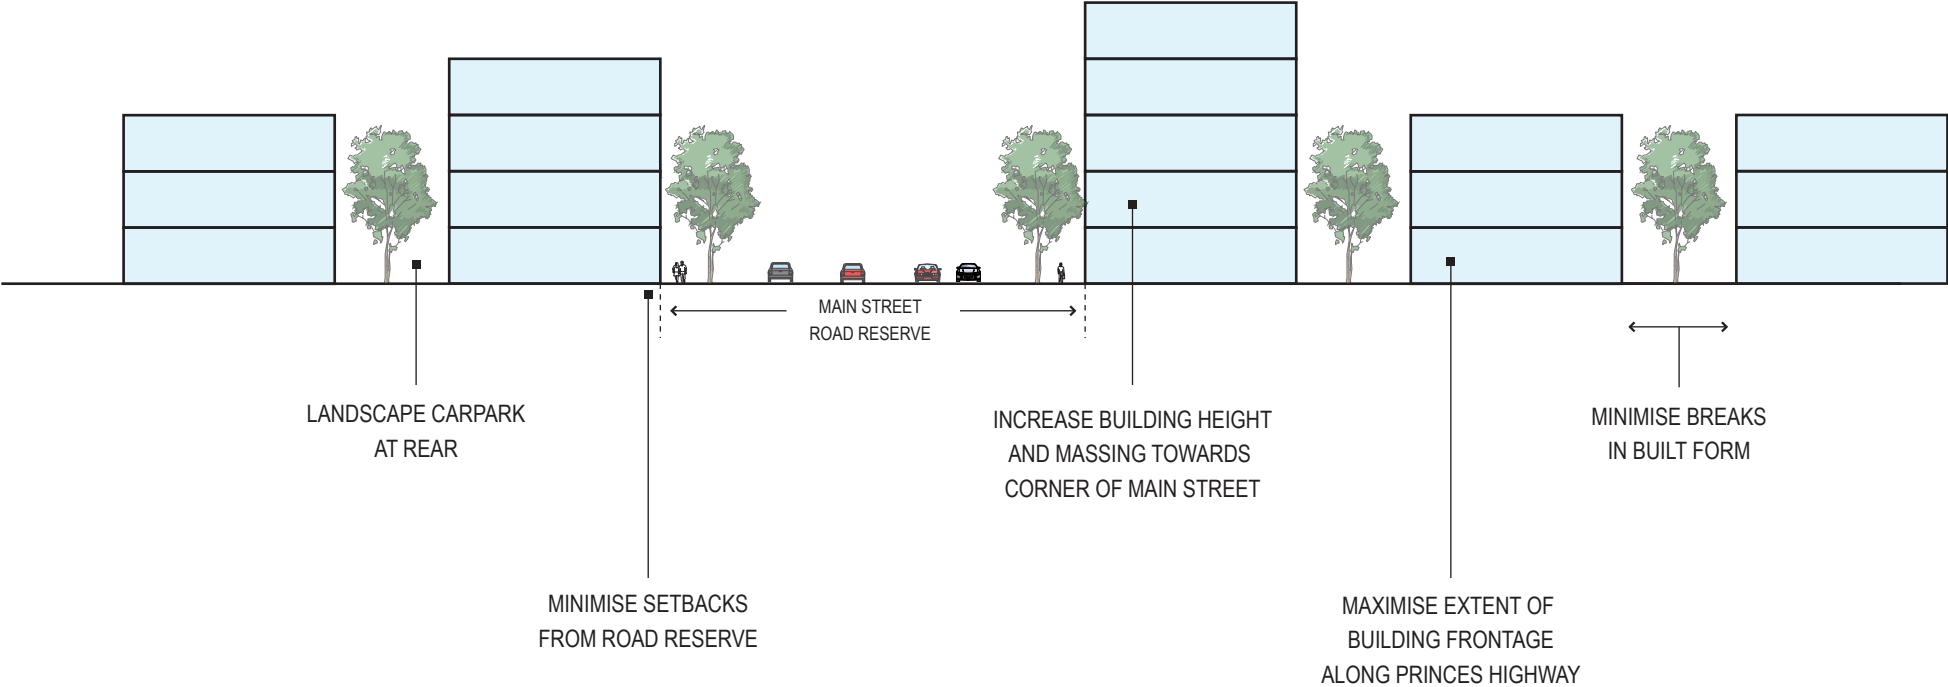 MAIN STREET
ROAD RESERVE
LANDSCAPE CARPARK
AT REAR
INCREASE BUILDING HEIGHT
AND MASSING TOWARDS
CORNER OF MAIN STREET
MINIMISE BREAKS
IN BUILT FORM
MINIMISE SETBACKS
FROM ROAD RESERVE
MAXIMISE EXTENT OF
BUILDING FRONTAGE
ALONG PRINCES HIGHWAY